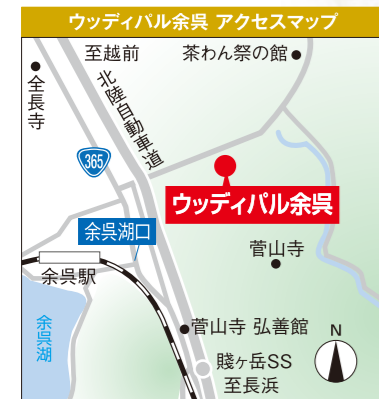 ウッディパル余呉 アクセスマップ
至越前
茶わん祭の館
全長寺
北陸自動車道
365
ウッディパル余呉
余呉湖口
菅山寺
余呉駅
余呉湖
菅山寺 弘善館
N
賤ヶ岳SS
至長浜